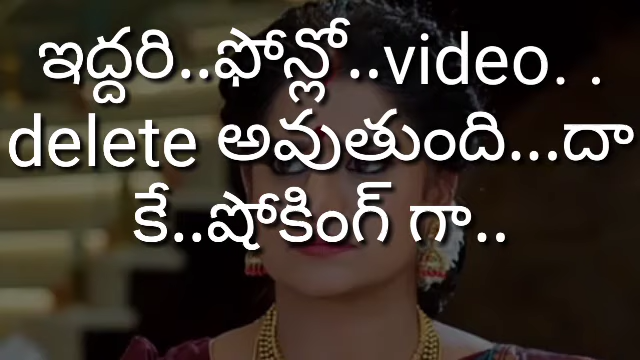 ఇద్దరి..ఫోన్లో..video. .
delete అవుతుంది...దా
కే..షోకింగ్ గా..